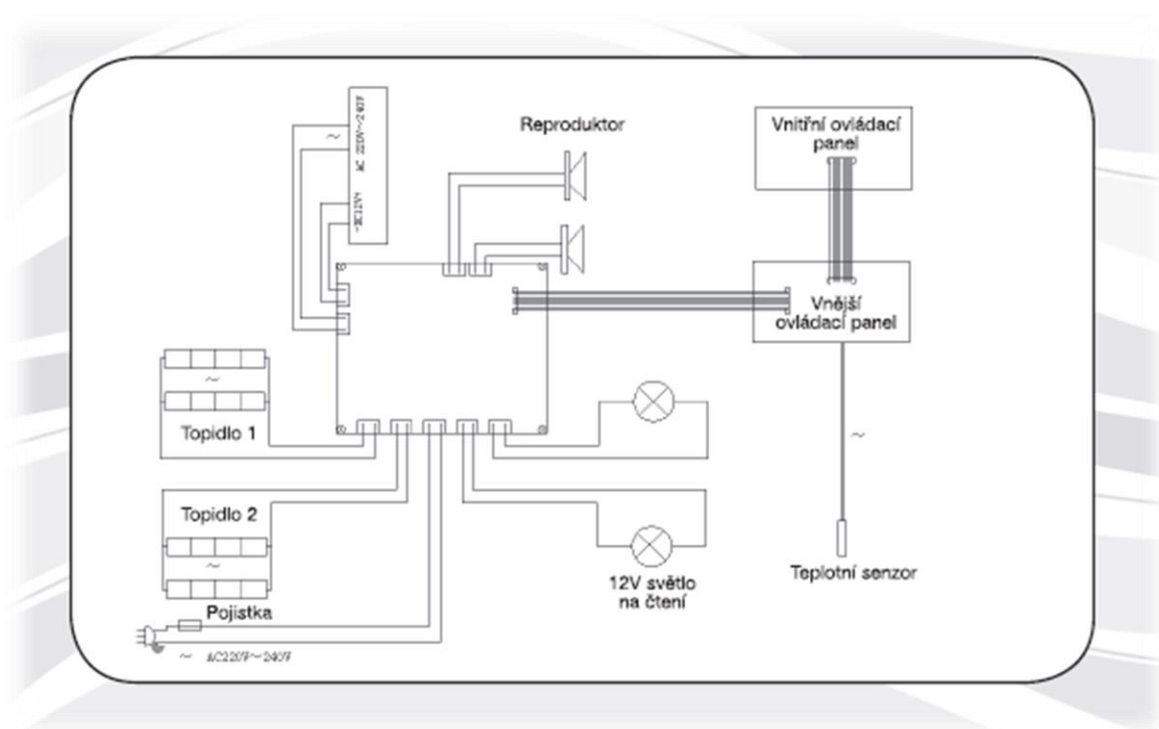 AC 220V～240V
-DC12V+
Reproduktor
Vnitřní ovládací
panel
Vnější
ovládací panel
～
Topidlo 1
Topidlo 2
～
Pojistka
～ AC220V～240V
12V světlo
na čtení
Teplotní senzor